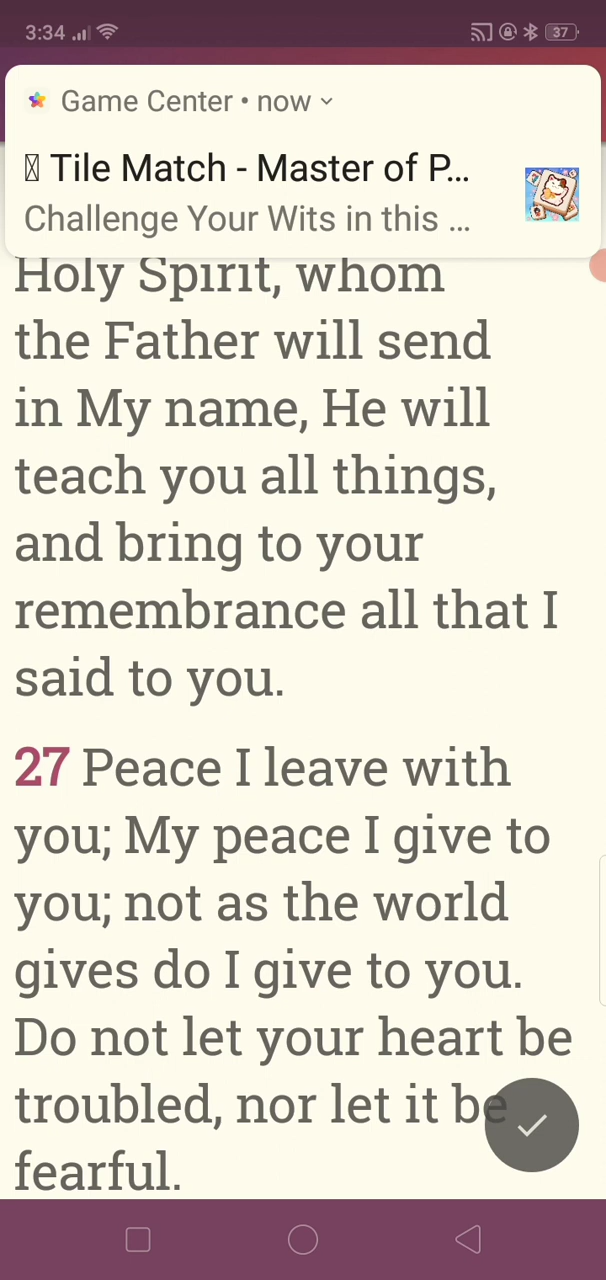 3:34 37
Game Center • now
Tile Match - Master of P...
Challenge Your Wits in this ...
Holy Spirit, whom
the Father will send
in My name, He will
teach you all things,
and bring to your
remembrance all that I
said to you.
27 Peace I leave with
you; My peace I give to
you; not as the world
gives do I give to you.
Do not let your heart be
troubled, nor let it be
fearful.